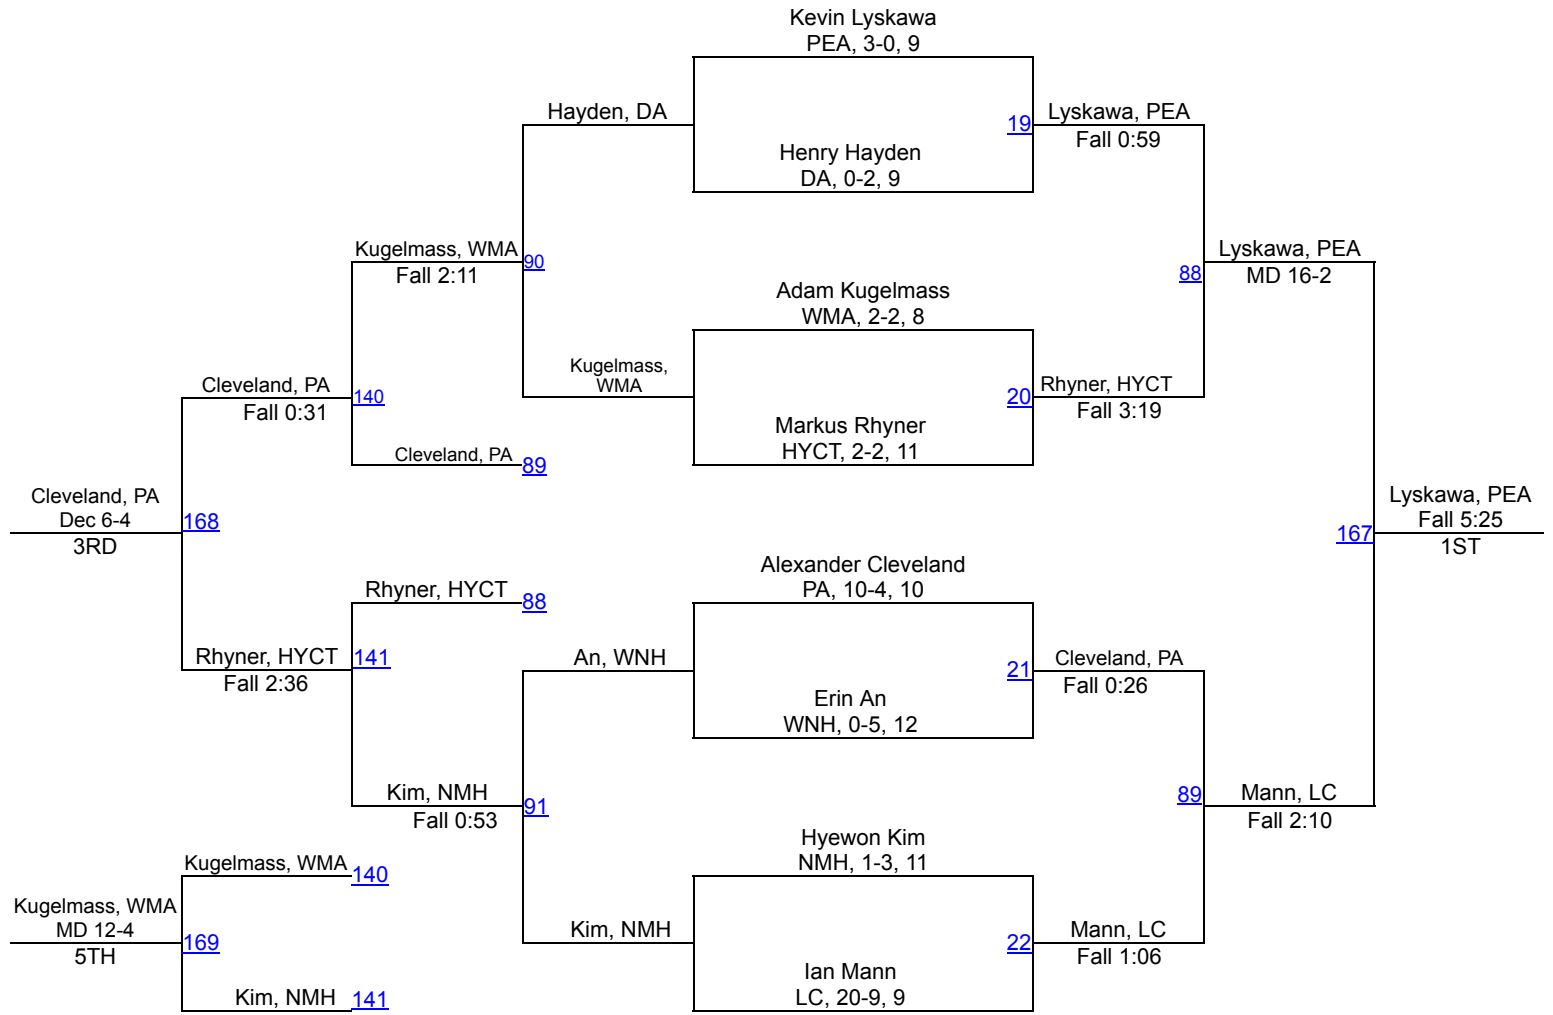 Kevin Lyskawa
PEA, 3-0, 9
Hayden, DA
19
Lyskawa, PEA
Fall 0:59
Henry Hayden
DA, 0-2, 9
Kugelmass, WMA
Fall 2:11
90
88
Lyskawa, PEA
MD 16-2
Adam Kugelmass
WMA, 2-2, 8
Kugelmass,
WMA
Cleveland, PA
Fall 0:31
140
20
Rhyner, HYCT
Fall 3:19
Markus Rhyner
HYCT, 2-2, 11
Cleveland, PA
89
Cleveland, PA
Dec 6-4
3RD
168
167
Lyskawa, PEA
Fall 5:25
1ST
Alexander Cleveland
PA, 10-4, 10
Rhyner, HYCT
88
Rhyner, HYCT
Fall 2:36
141
An, WNH
21
Cleveland, PA
Fall 0:26
Erin An
WNH, 0-5, 12
Kim, NMH
Fall 0:53
91
89
Mann, LC
Fall 2:10
Hyewon Kim
NMH, 1-3, 11
Kugelmass, WMA
140
Kugelmass, WMA
MD 12-4
5TH
169
Kim, NMH
22
Mann, LC
Fall 1:06
Ian Mann
LC, 20-9, 9
Kim, NMH
141